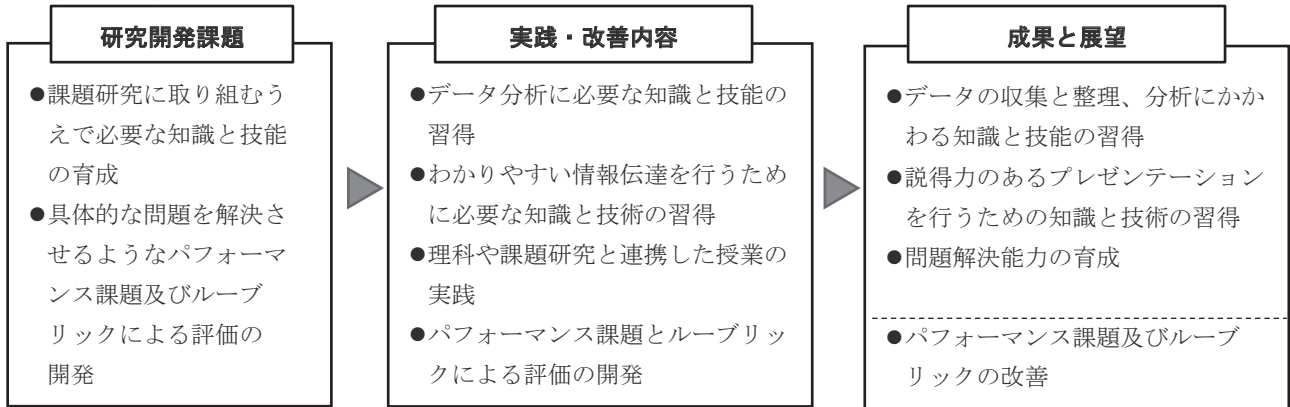 研究開発課題
●課題研究に取り組むう
えで必要な知識と技能
の育成
●具体的な問題を解決さ
せるようなパフォーマ
ンス課題及びルーブ
リックによる評価の
開発
実践・改善内容
●データ分析に必要な知識と技能の
習得
●わかりやすい情報伝達を行うため
に必要な知識と技術の習得
●理科や課題研究と連携した授業の
実践
●パフォーマンス課題とルーブリッ
クによる評価の開発
成果と展望
●データの収集と整理、分析にかか
わる知識と技能の習得
●説得力のあるプレゼンテーション
を行うための知識と技術の習得
●問題解決能力の育成
●パフォーマンス課題及びルーブ
リックの改善